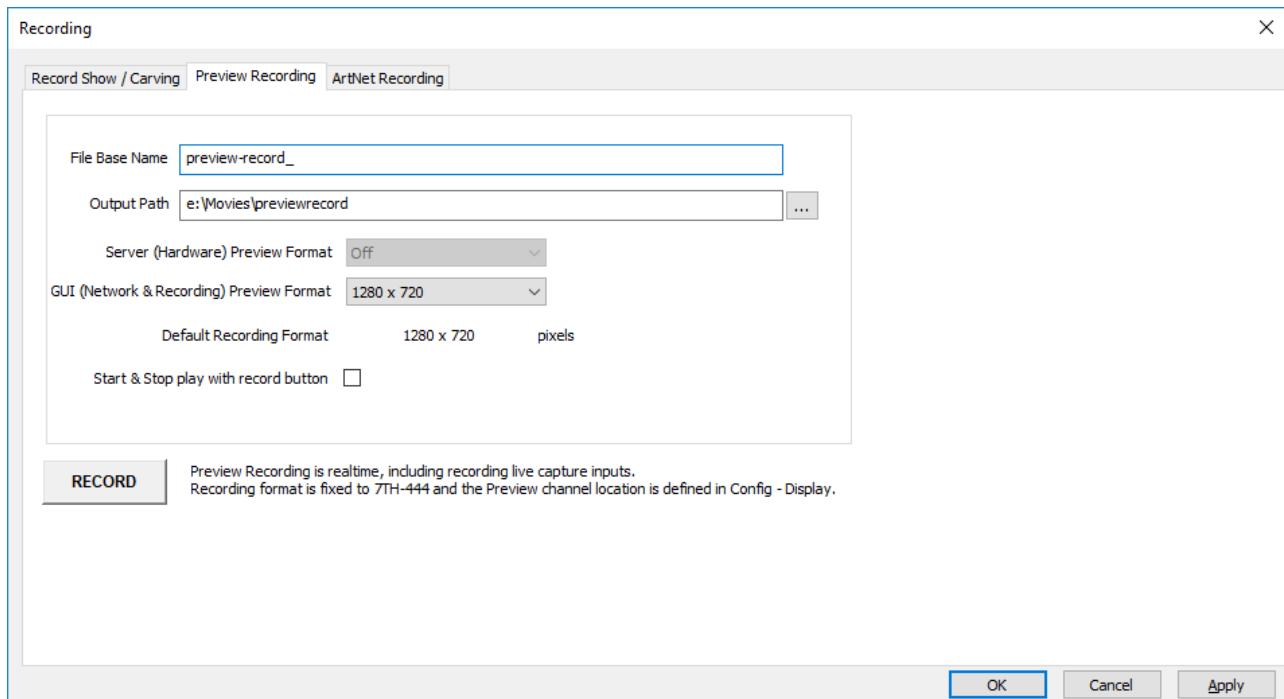 Recording
Record Show / Carving Preview Recording ArtNet Recording
File Base Name preview-record_
Output Path e:\Movies\previewrecord ...
Server (Hardware) Preview Format Off
GUI (Network & Recording) Preview Format 1280 x 720
Default Recording Format 1280 x 720 pixels
Start & Stop play with record button
RECORD
Preview Recording is realtime, including recording live capture inputs.
Recording format is fixed to 7TH-444 and the Preview channel location is defined in Config - Display.
OK Cancel Apply